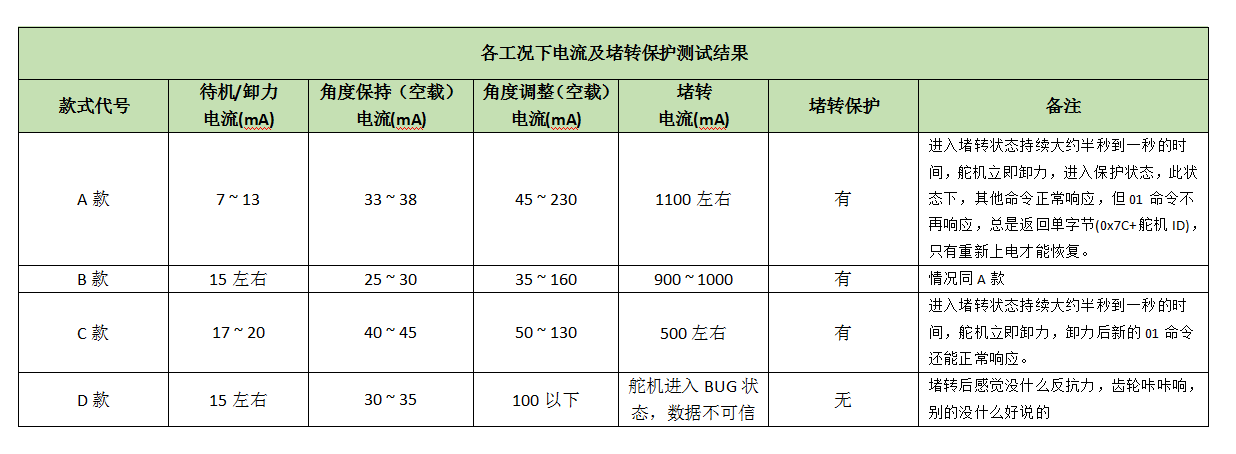 各工况下电流及堵转保护测试结果
款式代号
待机/卸力
电流(mA)
角度保持（空载）
电流(mA)
角度调整（空载）
电流(mA)
堵转
电流(mA)
堵转保护
备注
A 款
7 ~ 13
33 ~ 38
45 ~ 230
1100 左右
有
进入堵转状态持续大约半秒到一秒的时
间，舵机立即卸力，进入保护状态，此状
态下，其他命令正常响应，但 01 命令不
再响应，总是返回单字节(0x7C+舵机 ID)，
只有重新上电才能恢复。
B 款
15 左右
25 ~ 30
35 ~ 160
900 ~ 1000
有
情况同 A 款
C 款
17 ~ 20
40 ~ 45
50 ~ 130
500 左右
有
进入堵转状态持续大约半秒到一秒的时
间，舵机立即卸力，卸力后新的 01 命令
还能正常响应。
D 款
15 左右
30 ~ 35
100 以下
舵机进入 BUG 状
态，数据不可信
无
堵转后感觉没什么反抗力，齿轮咔咔响，
别的没什么好说的